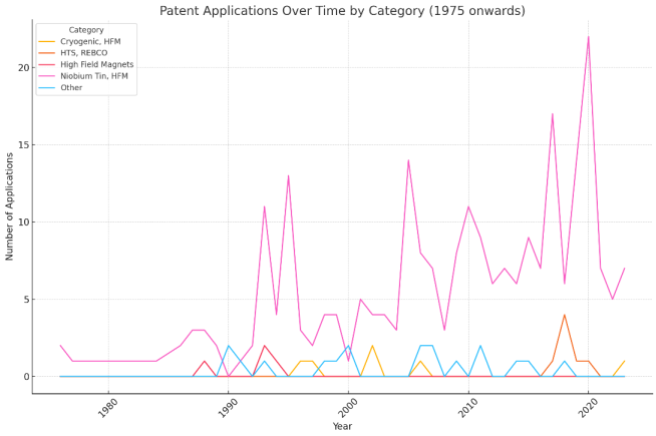 Patent Applications Over Time by Category (1975 onwards)
Category
Cryogenic, HFM
HTS, REBCO
High Field Magnets
Niobium Tin, HFM
Other
Number of Applications
20
15
10
5
0
1980
1990
2000
2010
2020
Year